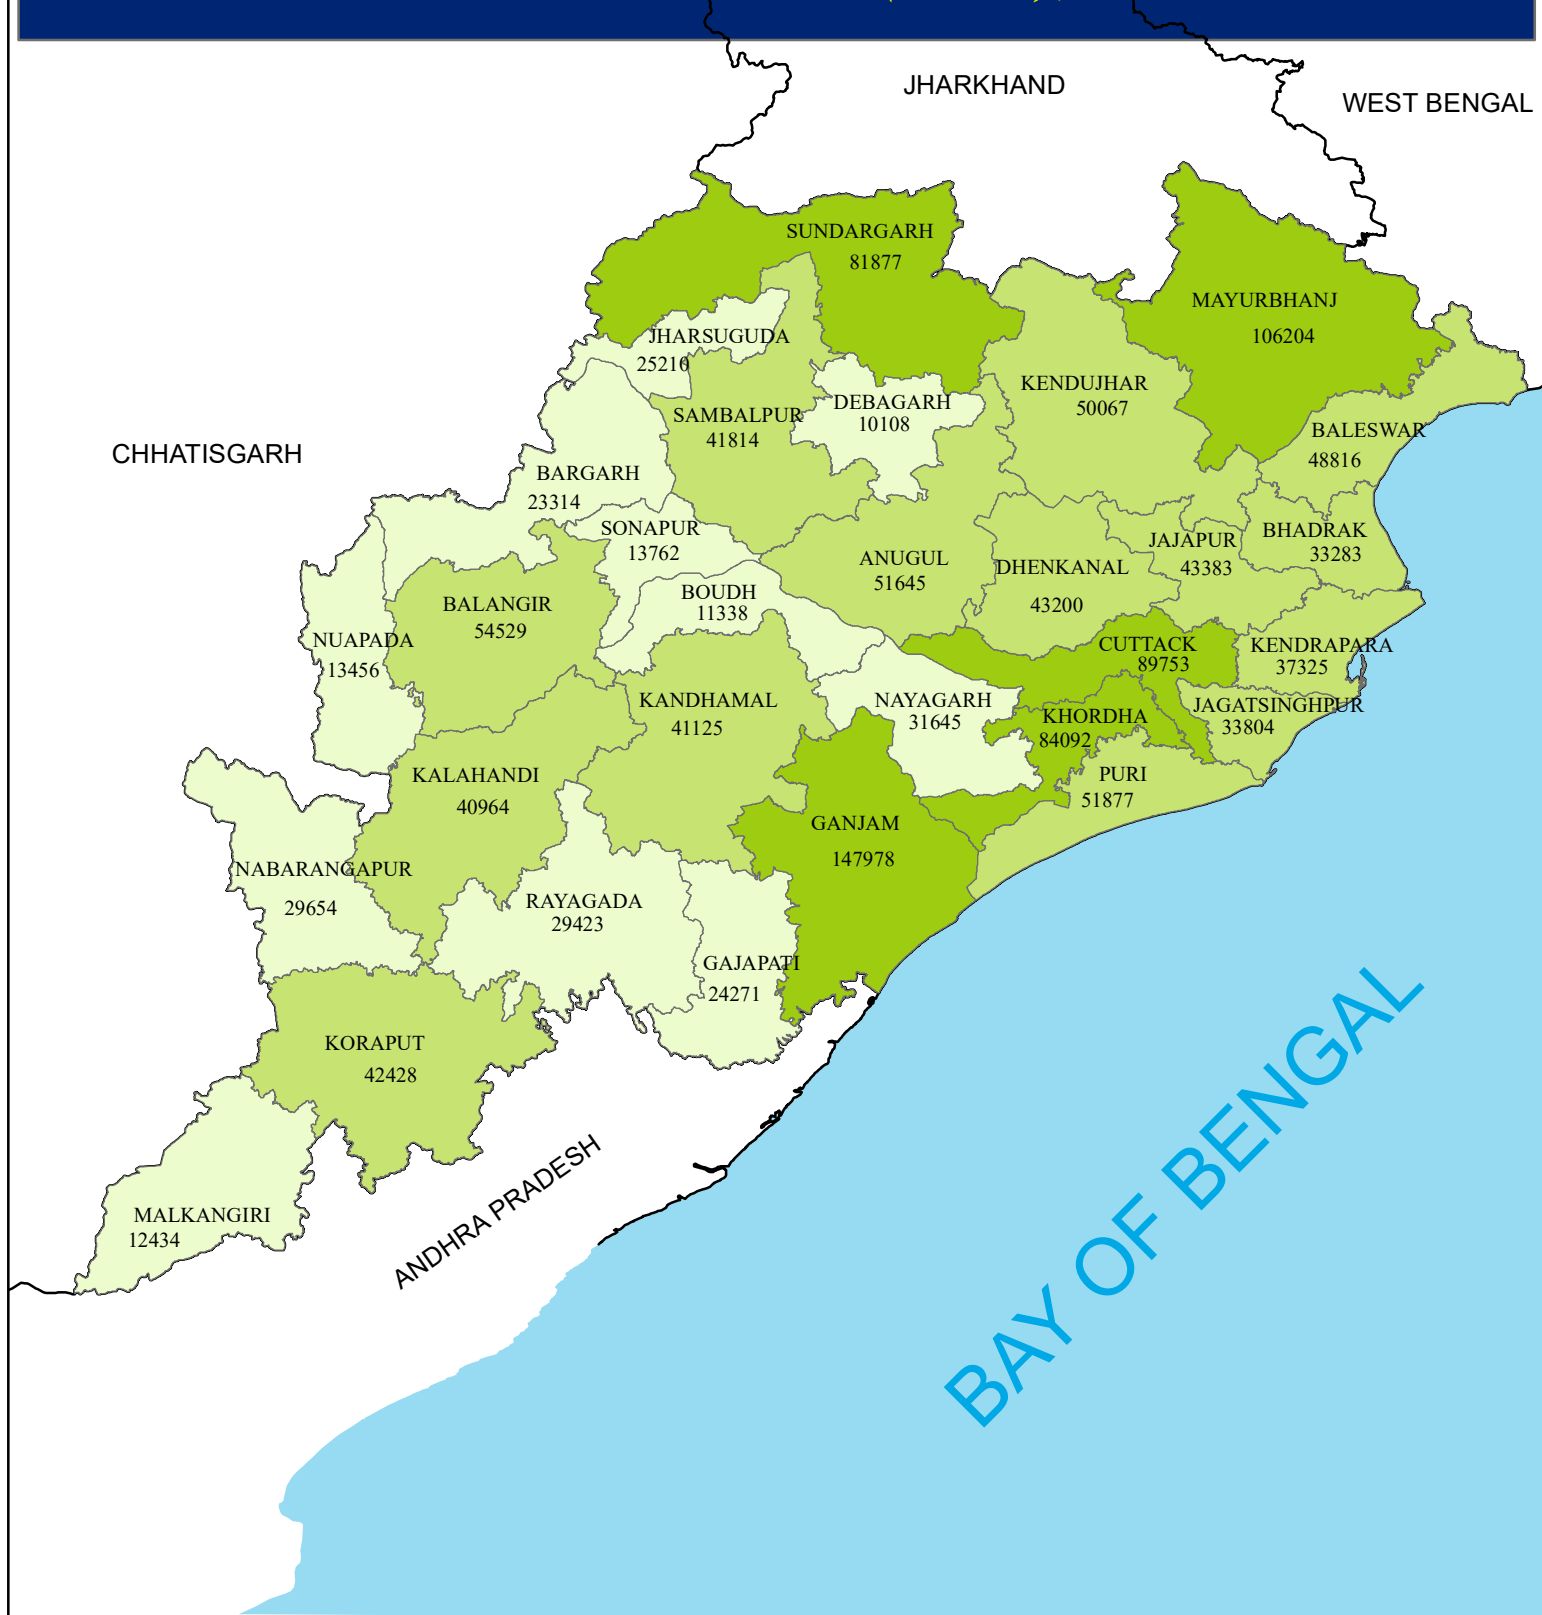 JHARKHAND
WEST BENGAL
SUNDARGARH
81877
MAYURBHANJ
106204
JHARSUGUDA
25210
KENDUJHAR
50067
DEBAGARH
10108
SAMBALPUR
41814
BALESWAR
48816
CHHATISGARH
BARGARH
23314
SONAPUR
13762
BHADRAK
33283
JAJAPUR
43383
ANUGUL
51645
DHENKANAL
43200
BOUDH
11338
BALANGIR
54529
NUAPADA
13456
CUTTACK
89753
KENDRAPARA
37325
KANDHAMAL
41125
NAYAGARH
31645
JAGATSINGHPUR
33804
KHORDHA
84092
PURI
51877
KALAHANDI
40964
GANJAM
147978
NABARANGAPUR
29654
RAYAGADA
29423
GAJAPATI
24271
KORAPUT
42428
MALKANGIRI
12434
ANDHRA PRADESH
BAY OF BENGAL